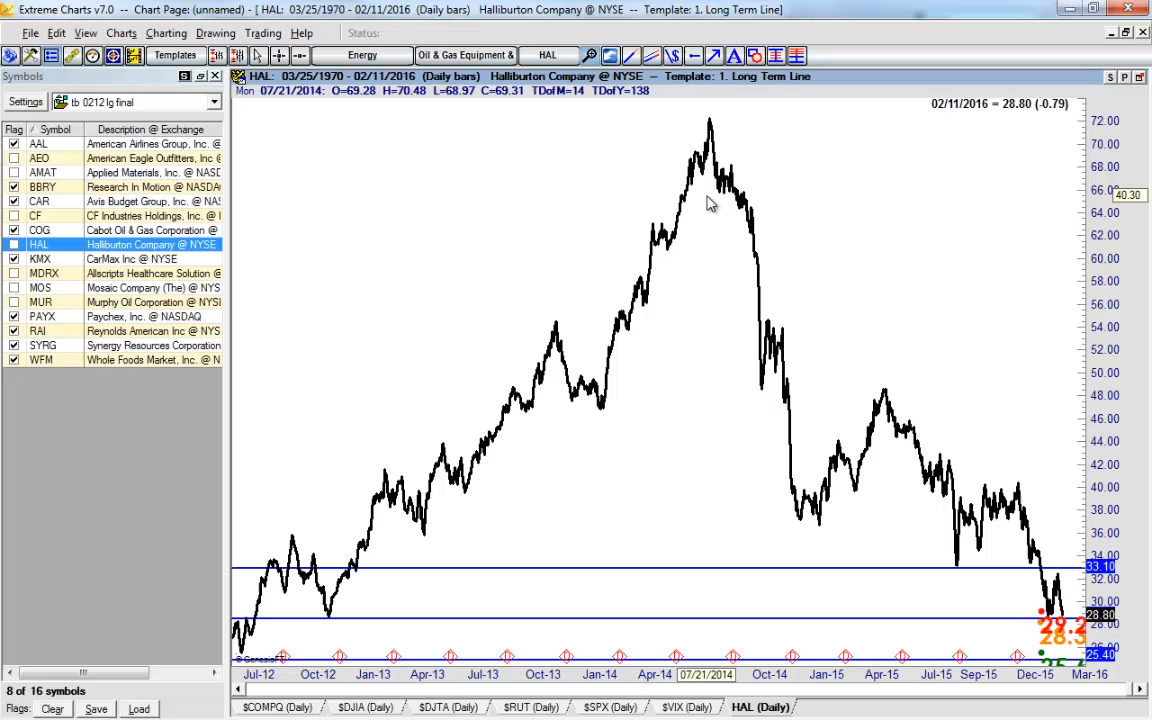 Extreme Charts v7.0 -- Chart Page: (unnamed) - [ HAL: 03/25/1970 - 02/11/2016 (Daily bars) Halliburton Company @ NYSE - Template: 1. Long Term Line]
File Edit View Charts Charting Drawing Trading Help Status:
Templates Energy Oil & Gas Equipment & HAL A
Symbols S
HAL: 03/25/1970 - 02/11/2016 (Daily bars) Halliburton Company @ NYSE - Template: 1. Long Term Line S P
Mon 07/21/2014 O=69.28 H=70.48 L=68.97 C=69.31 TDofM=14 TDofY=138
Settings tb 0212 lg final
02/11/2016 = 28.80 (-0.79)
Flag Symbol Description @ Exchange
AAL American Airlines Group, Inc. @
AEO American Eagle Outfitters, Inc @
AMAT Applied Materials, Inc. @
BBRY Research In Motion @ NASDA
CAR Avis Budget Group, Inc @ NAS
CF CF Industries Holdings, Inc. @
COG Cabot Oil & Gas Corporation @
HAL Halliburton Company @ NYSE
KMX CarMax Inc @ NYSE
MDRX Allscripts Healthcare Solution @
MOS Mosaic Company (The) @ NYS
MUR Murphy Oil Corporation @ NYS
PAYX Paychex, Inc. @ NASDAQ
RAI Reynolds American Inc @ NYS
SYRG Synergy Resources Corporation
WFM Whole Foods Market, Inc. @ N
72.00
70.00
68.00
66.00
40.30
64.00
62.00
60.00
58.00
56.00
54.00
52.00
50.00
48.00
46.00
44.00
42.00
40.00
38.00
36.00
34.00
33.10
32.00
30.00
28.80
28.00
29.2
28.3
25.40
© GenesisFT
Jul-12 Oct-12 Jan-13 Apr-13 Jul-13 Oct-13 Jan-14 Apr-14 07/21/2014 Oct-14 Jan-15 Apr-15 Jul-15 Sep-15 Dec-15 Mar-16
8 of 16 symbols
Flags: Clear Save Load
$COMPQ (Daily) $DJIA (Daily) $DJTA (Daily) $RUT (Daily) $SPX (Daily) $VIX (Daily) HAL (Daily)